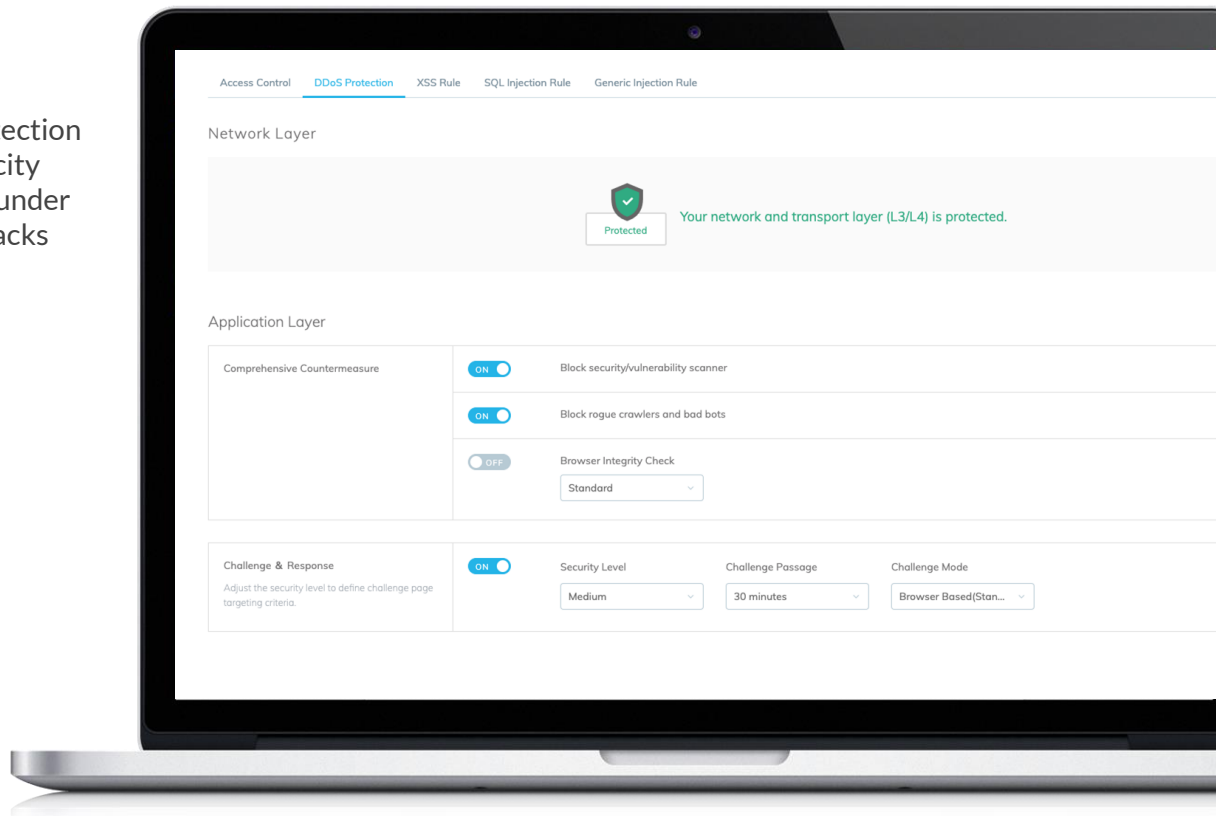 ection
city
under
acks
Access Control DDoS Protection XSS Rule SQL Injection Rule Generic Injection Rule
Network Layer
Protected
Your network and transport layer (L3/L4) is protected.
Application Layer
Comprehensive Countermeasure
ON Block security/vulnerability scanner
ON Block rogue crawlers and bad bots
OFF Browser Integrity Check
Standard
Challenge & Response
Adjust the security level to define challenge page
targeting criteria.
ON Security Level Challenge Passage Challenge Mode
Medium 30 minutes Browser Based(Stan...